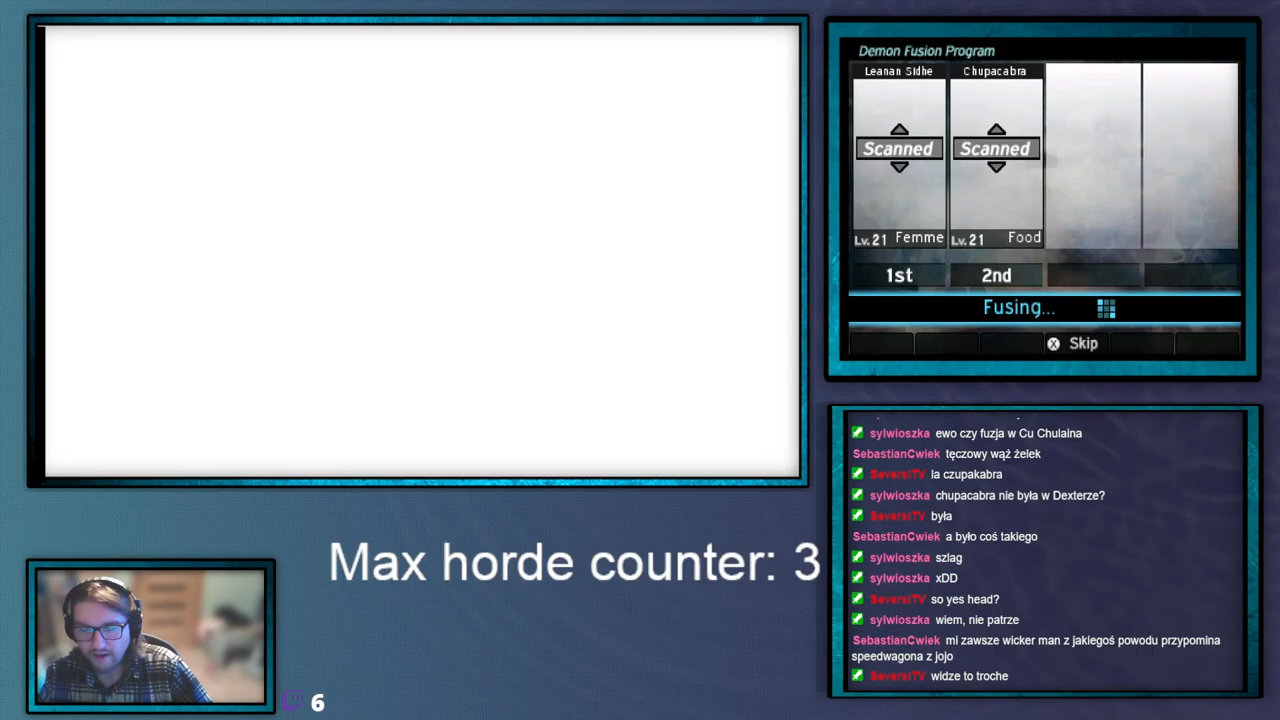 Demon Fusion Program
Leanan Sidhe
Chupacabra
Scanned
Scanned
Lv.21 Femme
Lv.21 Food
1st
2nd
Fusing...
X Skip
sylwioszka ewo czy fuzja w Cu Chulaina
SebastianCwiek tęczowy wąż żelek
SeversiTV la czupakabra
sylwioszka chupacabra nie była w Dexterze?
SeversiTV była
SebastianCwiek a było coś takiego
sylwioszka szlag
sylwioszka xDD
SeversiTV so yes head?
sylwioszka wiem, nie patrze
SebastianCwiek mi zawsze wicker man z jakiegoś powodu przypomina
speedwagona z jojo
SeversiTV widze to troche
Max horde counter: 3
6